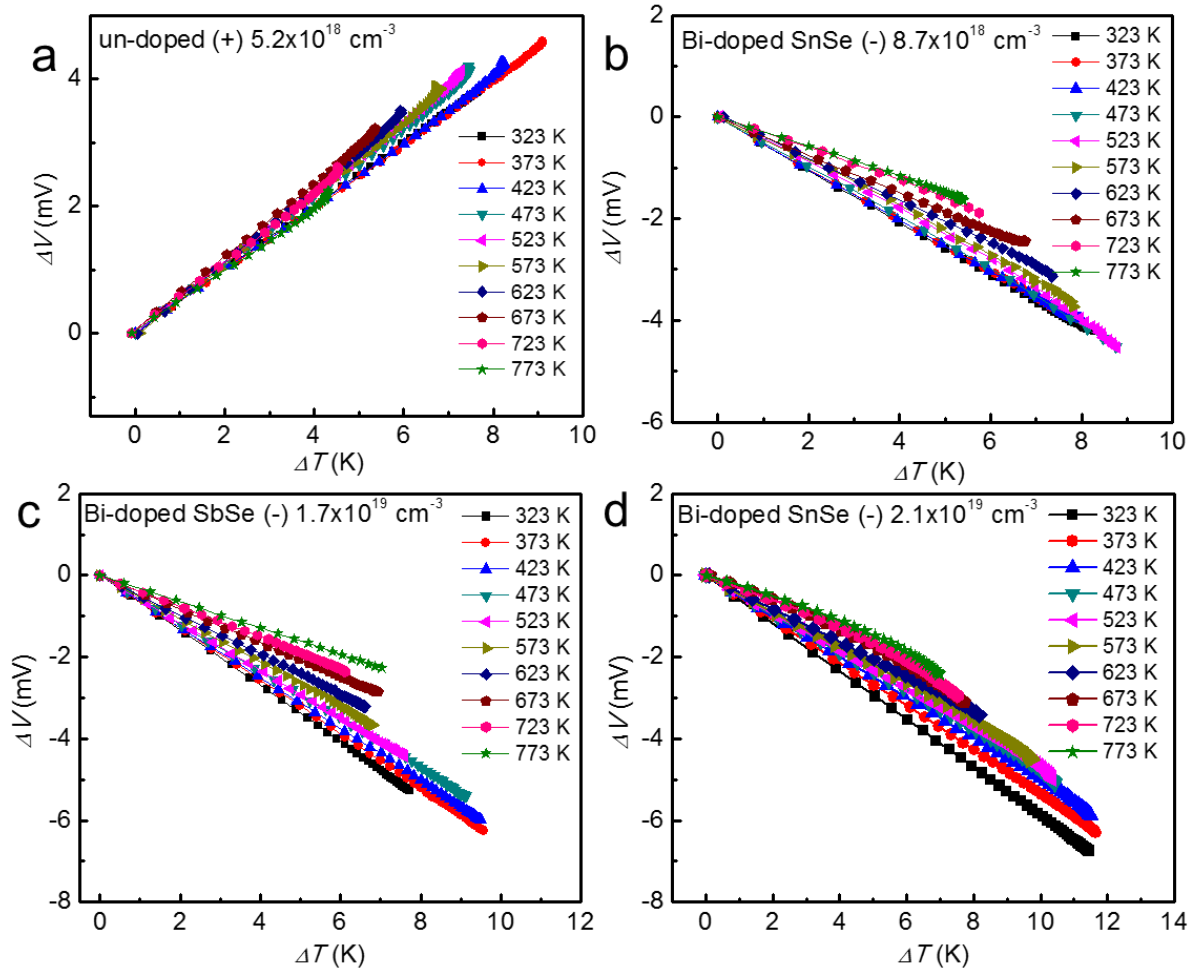 a
un-doped (+) 5.2x10¹⁸ cm⁻³
4
2
0
ΔV (mV)
323 K
373 K
423 K
473 K
523 K
573 K
623 K
673 K
723 K
773 K
0 2 4 6 8 10
ΔT (K)
b
Bi-doped SnSe (-) 8.7x10¹⁸ cm⁻³
2
0
-2
-4
-6
ΔV (mV)
323 K
373 K
423 K
473 K
523 K
573 K
623 K
673 K
723 K
773 K
0 2 4 6 8 10
ΔT (K)
c
Bi-doped SbSe (-) 1.7x10¹⁹ cm⁻³
2
0
-2
-4
-6
-8
ΔV (mV)
323 K
373 K
423 K
473 K
523 K
573 K
623 K
673 K
723 K
773 K
0 2 4 6 8 10 12
ΔT (K)
d
Bi-doped SnSe (-) 2.1x10¹⁹ cm⁻³
2
0
-2
-4
-6
-8
ΔV (mV)
323 K
373 K
423 K
473 K
523 K
573 K
623 K
673 K
723 K
773 K
0 2 4 6 8 10 12 14
ΔT (K)